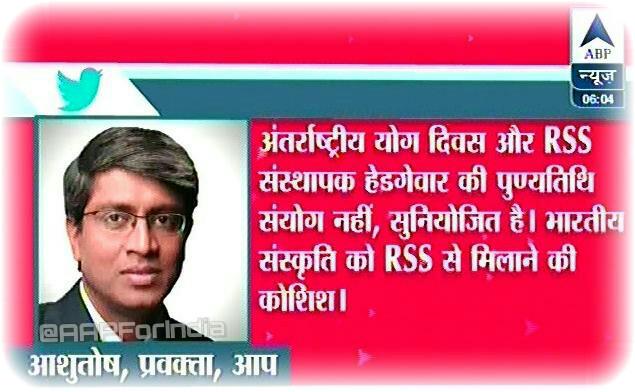 ABP
न्यूज़
06:04
अंतर्राष्ट्रीय योग दिवस और RSS
संस्थापक हेडगेवार की पुण्यतिथि
संयोग नहीं, सुनियोजित है। भारतीय
संस्कृति को RSS से मिलाने की
कोशिश।
@AAPForIndia
आशुतोष, प्रवक्ता, आप